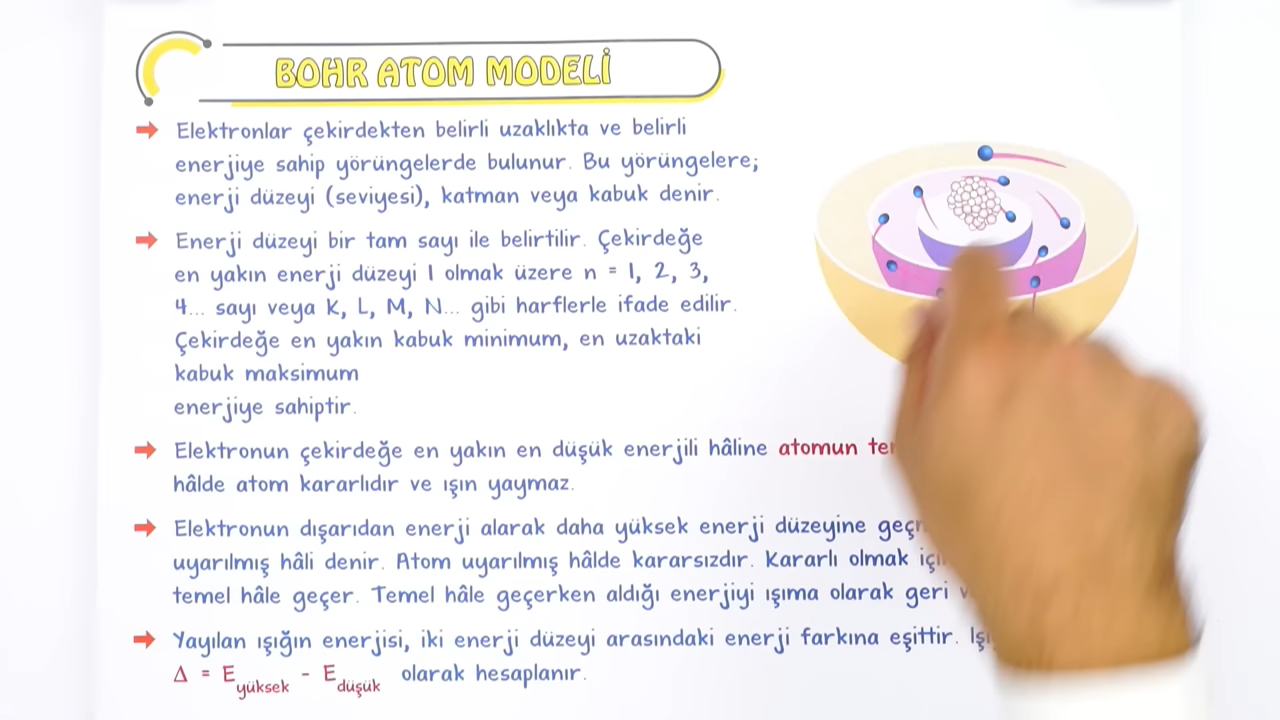 BOHR ATOM MODELİ
Elektronlar çekirdekten belirli uzaklıkta ve belirli
enerjiye sahip yörüngelerde bulunur. Bu yörüngelere;
enerji düzeyi (seviyesi), katman veya kabuk denir.
Enerji düzeyi bir tam sayı ile belirtilir. Çekirdeğe
en yakın enerji düzeyi 1 olmak üzere n = 1, 2, 3,
4... sayı veya K, L, M, N... gibi harflerle ifade edilir.
Çekirdeğe en yakın kabuk minimum, en uzaktaki
kabuk maksimum
enerjiye sahiptir.
Elektronun çekirdeğe en yakın en düşük enerjili hâline atomun
hâlde atom kararlıdır ve ışın yaymaz.
Elektronun dışarıdan enerji alarak daha yüksek enerji düzeyine
uyarılmış hâli denir. Atom uyarılmış hâlde kararsızdır. Kararlı olmak
temel hâle geçer. Temel hâle geçerken aldığı enerjiyi ışıma olarak geri
Yayılan ışığın enerjisi, iki enerji düzeyi arasındaki enerji farkına eşittir.
Δ = E yüksek - E düşük olarak hesaplanır.